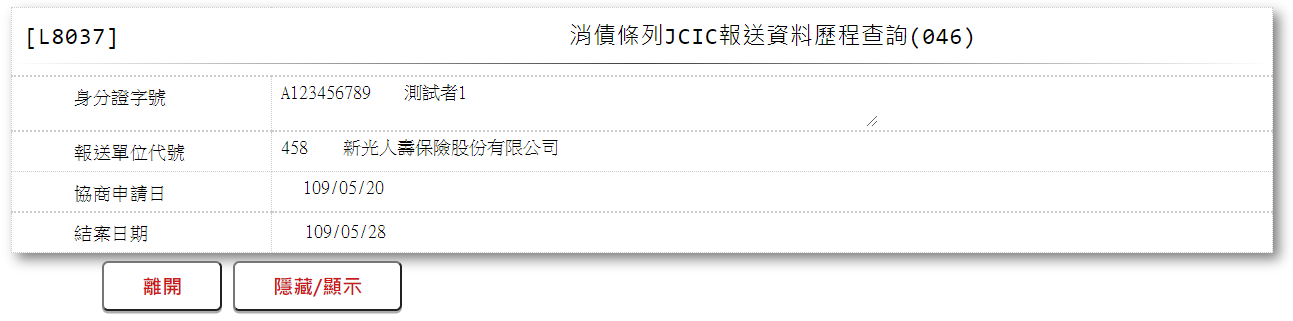 [L8037] 消債條列JCIC報送資料歷程查詢(046)
身分證字號 A123456789 測試者1
報送單位代號 458 新光人壽保險股份有限公司
協商申請日 109/05/20
結案日期 109/05/28
離開 隱藏/顯示